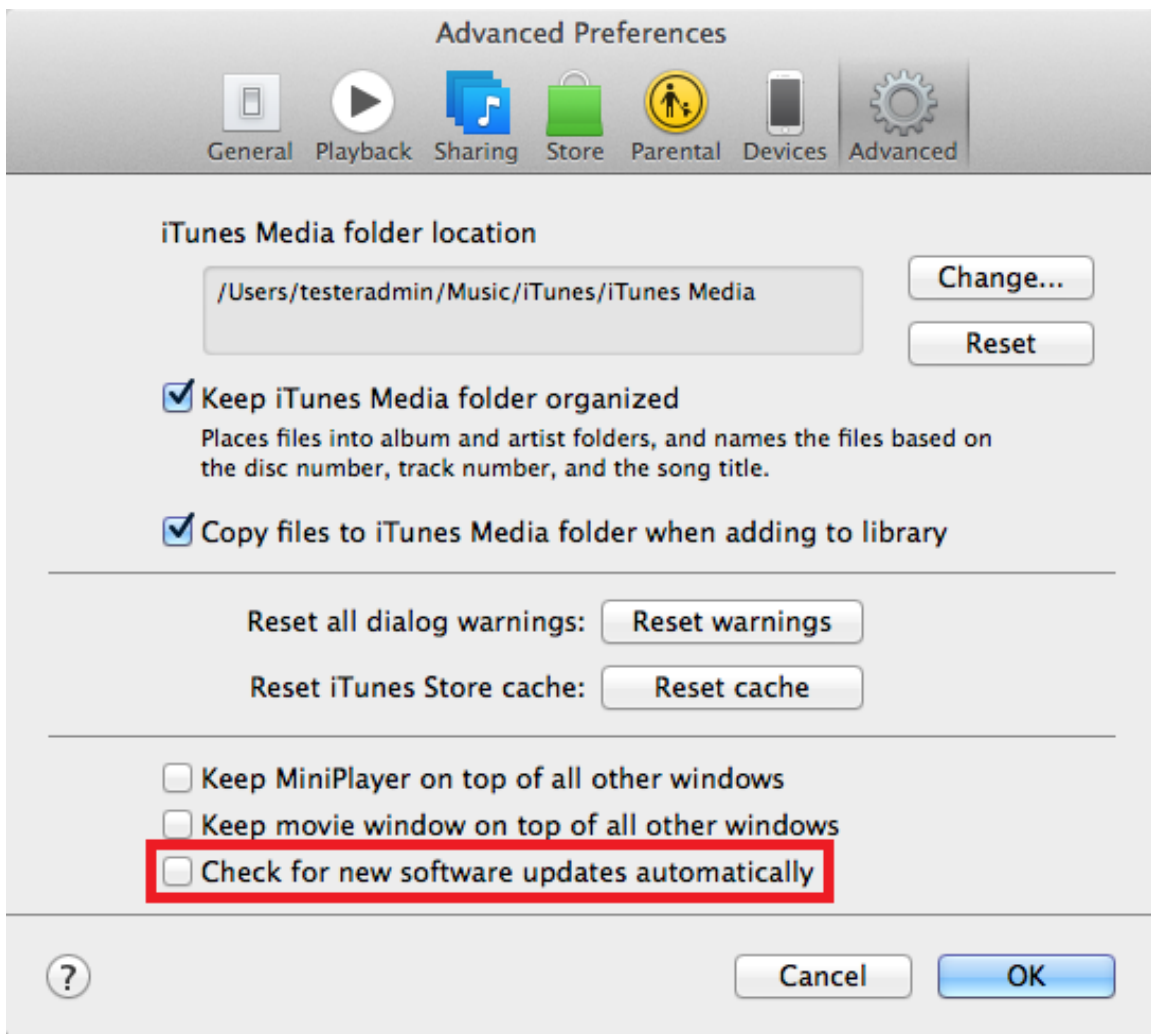 Advanced Preferences
General Playback Sharing Store Parental Devices Advanced
iTunes Media folder location
/Users/testeradmin/Music/iTunes/iTunes Media
Change...
Reset
Keep iTunes Media folder organized
Places files into album and artist folders, and names the files based on
the disc number, track number, and the song title.
Copy files to iTunes Media folder when adding to library
Reset all dialog warnings: Reset warnings
Reset iTunes Store cache: Reset cache
Keep MiniPlayer on top of all other windows
Keep movie window on top of all other windows
Check for new software updates automatically
? Cancel OK